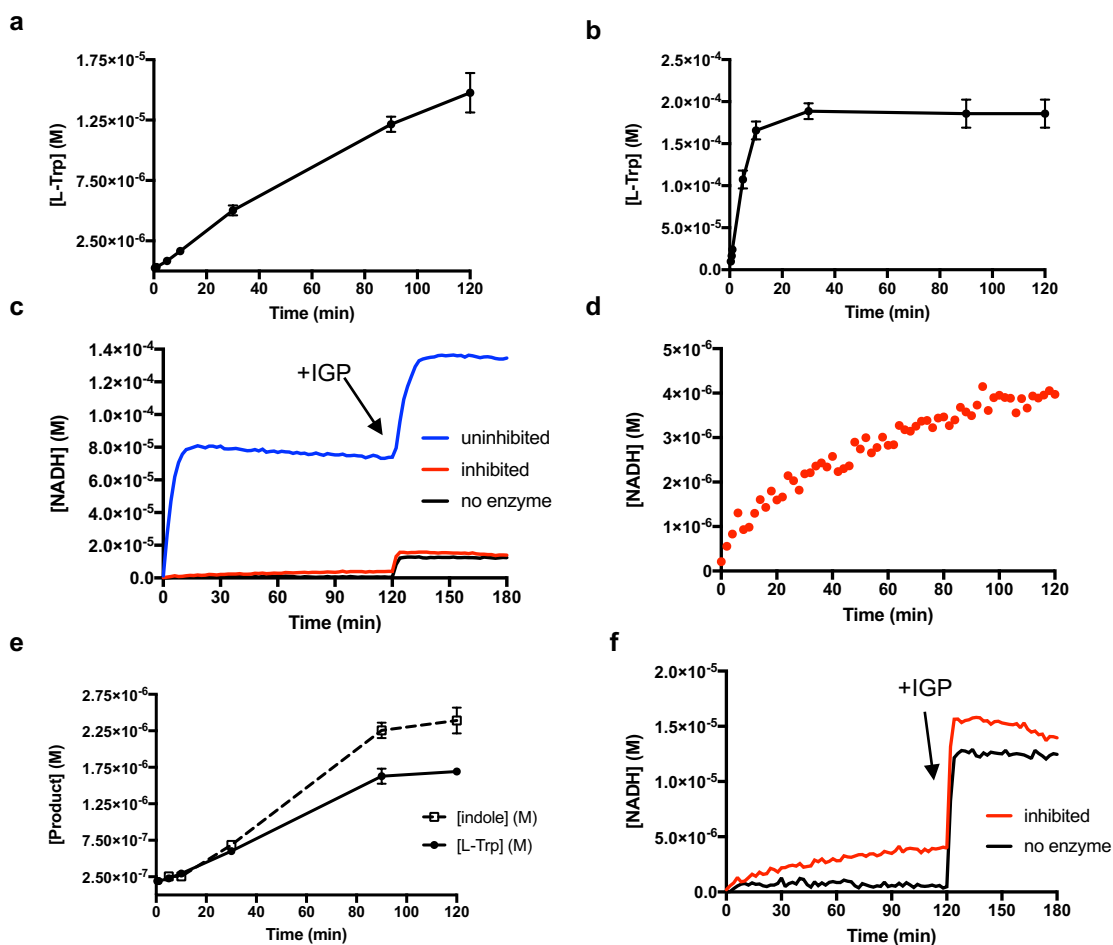 a
1.75×10⁻⁵
1.25×10⁻⁵
7.50×10⁻⁶
2.50×10⁻⁶
[L-Trp] (M)
0 20 40 60 80 100 120
Time (min)
b
2.5×10⁻⁴
2.0×10⁻⁴
1.5×10⁻⁴
1.0×10⁻⁴
5.0×10⁻⁵
0.0
[L-Trp] (M)
0 20 40 60 80 100 120
Time (min)
c
1.4×10⁻⁴
1.2×10⁻⁴
1.0×10⁻⁴
8.0×10⁻⁵
6.0×10⁻⁵
4.0×10⁻⁵
2.0×10⁻⁵
0.0
[NADH] (M)
+IGP
uninhibited
inhibited
no enzyme
0 30 60 90 120 150 180
Time (min)
d
5×10⁻⁶
4×10⁻⁶
3×10⁻⁶
2×10⁻⁶
1×10⁻⁶
0
[NADH] (M)
0 20 40 60 80 100 120
Time (min)
e
2.75×10⁻⁶
2.25×10⁻⁶
1.75×10⁻⁶
1.25×10⁻⁶
7.50×10⁻⁷
2.50×10⁻⁷
[Product] (M)
[indole] (M)
[L-Trp] (M)
0 20 40 60 80 100 120
Time (min)
f
2.0×10⁻⁵
1.5×10⁻⁵
1.0×10⁻⁵
5.0×10⁻⁶
0.0
[NADH] (M)
+IGP
inhibited
no enzyme
0 30 60 90 120 150 180
Time (min)